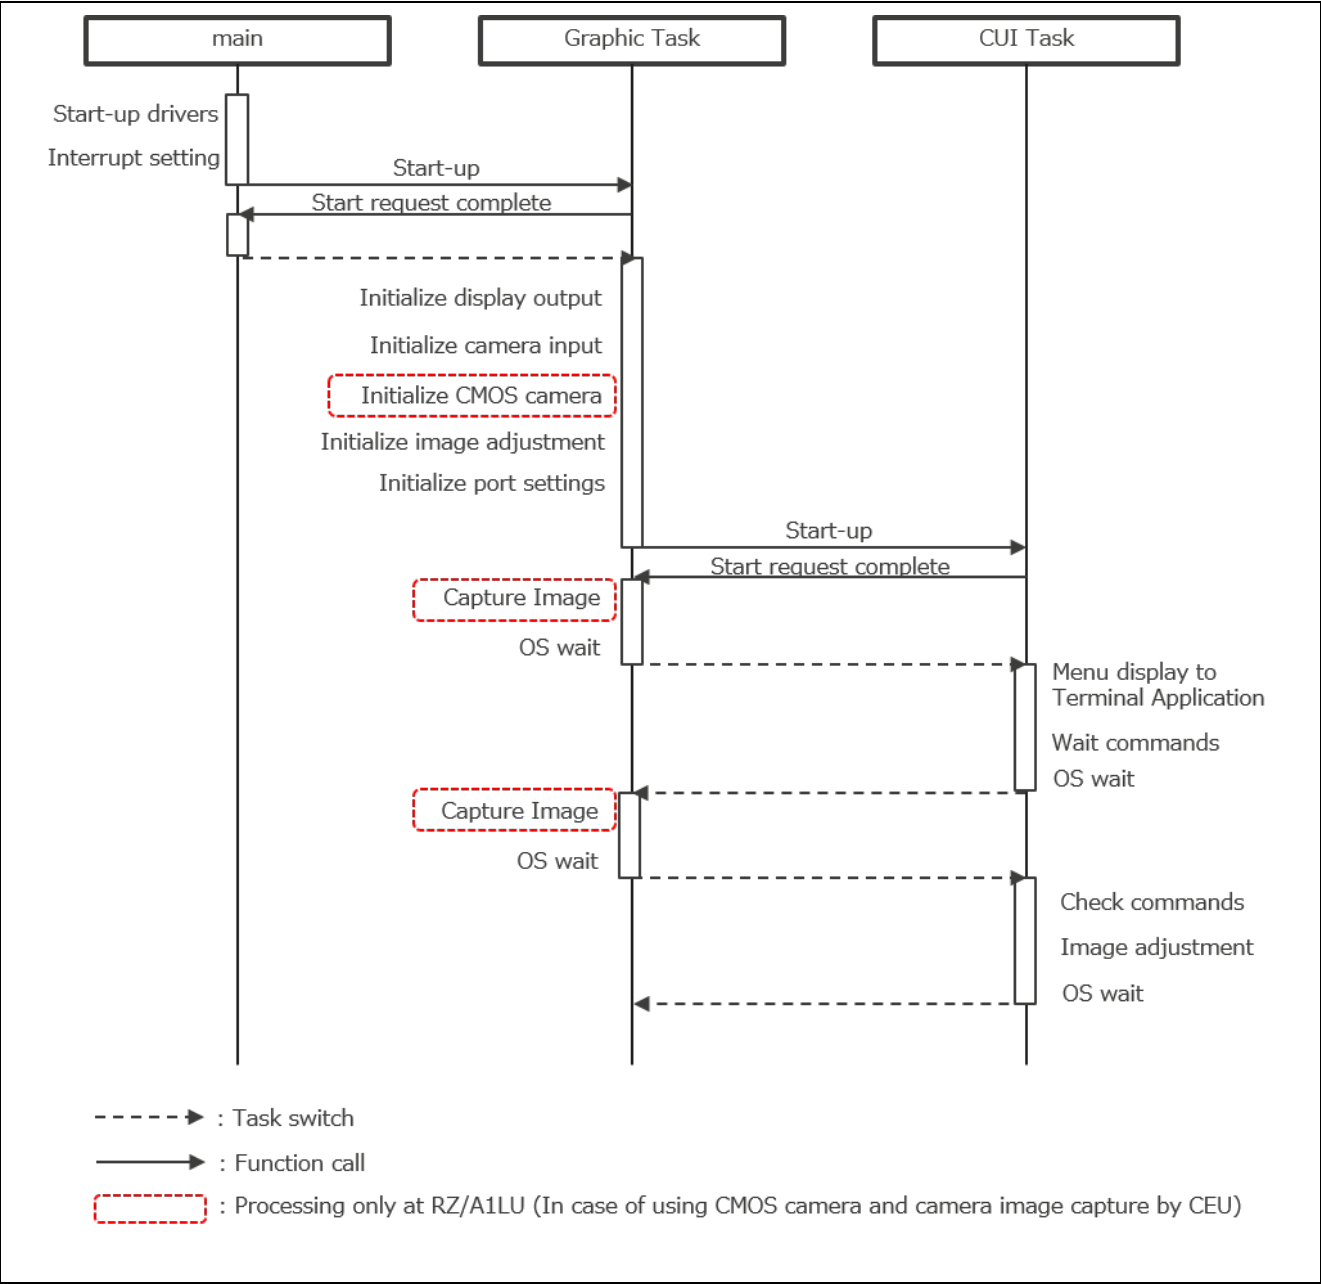 main
Graphic Task
CUI Task
Start-up drivers
Interrupt setting
Start-up
Start request complete
Initialize display output
Initialize camera input
Initialize CMOS camera
Initialize image adjustment
Initialize port settings
Start-up
Start request complete
Capture Image
OS wait
Menu display to
Terminal Application
Wait commands
OS wait
Capture Image
OS wait
Check commands
Image adjustment
OS wait
: Task switch
: Function call
: Processing only at RZ/A1LU (In case of using CMOS camera and camera image capture by CEU)